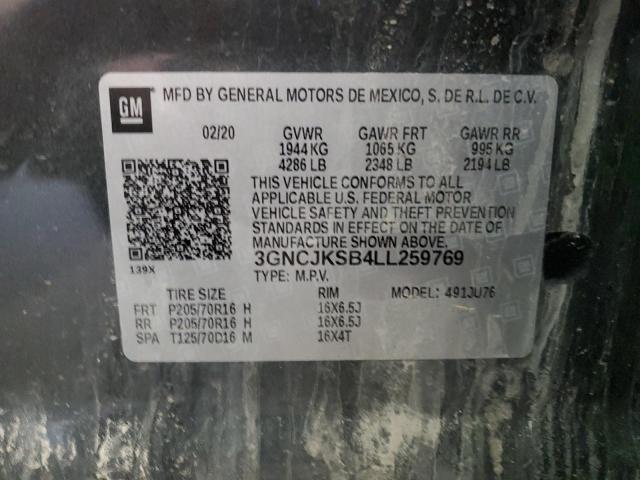 GM
MFD BY GENERAL MOTORS DE MEXICO, S. DE R.L. DE C.V.
02/20 GVWR GAWR FRT GAWR RR
1944 KG 1065 KG 995 KG
4286 LB 2348 LB 2194 LB
THIS VEHICLE CONFORMS TO ALL
APPLICABLE U.S. FEDERAL MOTOR
VEHICLE SAFETY AND THEFT PREVENTION
STANDARDS IN EFFECT ON THE DATE OF
MANUFACTURE SHOWN ABOVE.
3GNCJKSB4LL259769
139X
TYPE: M.P.V.
TIRE SIZE RIM MODEL: 491JU76
FRT P205/70R16 H 16X6.5J
RR P205/70R16 H 16X6.5J
SPA T125/70D16 M 16X4T